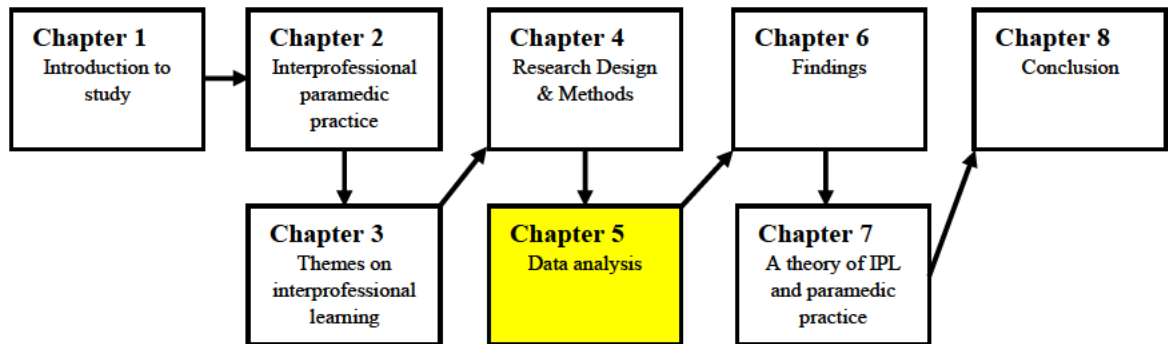 Chapter 1
Introduction to
study
Chapter 2
Interprofessional
paramedic
practice
Chapter 3
Themes on
interprofessional
learning
Chapter 4
Research Design
& Methods
Chapter 5
Data analysis
Chapter 6
Findings
Chapter 7
A theory of IPL
and paramedic
practice
Chapter 8
Conclusion